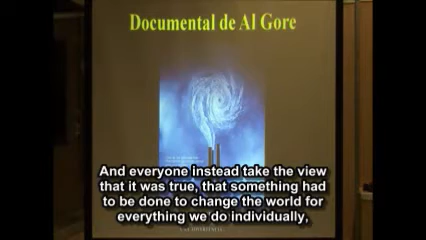 Documental de Al Gore
And everyone instead take the view
that it was true, that something had
to be done to change the world for
everything we do individually,